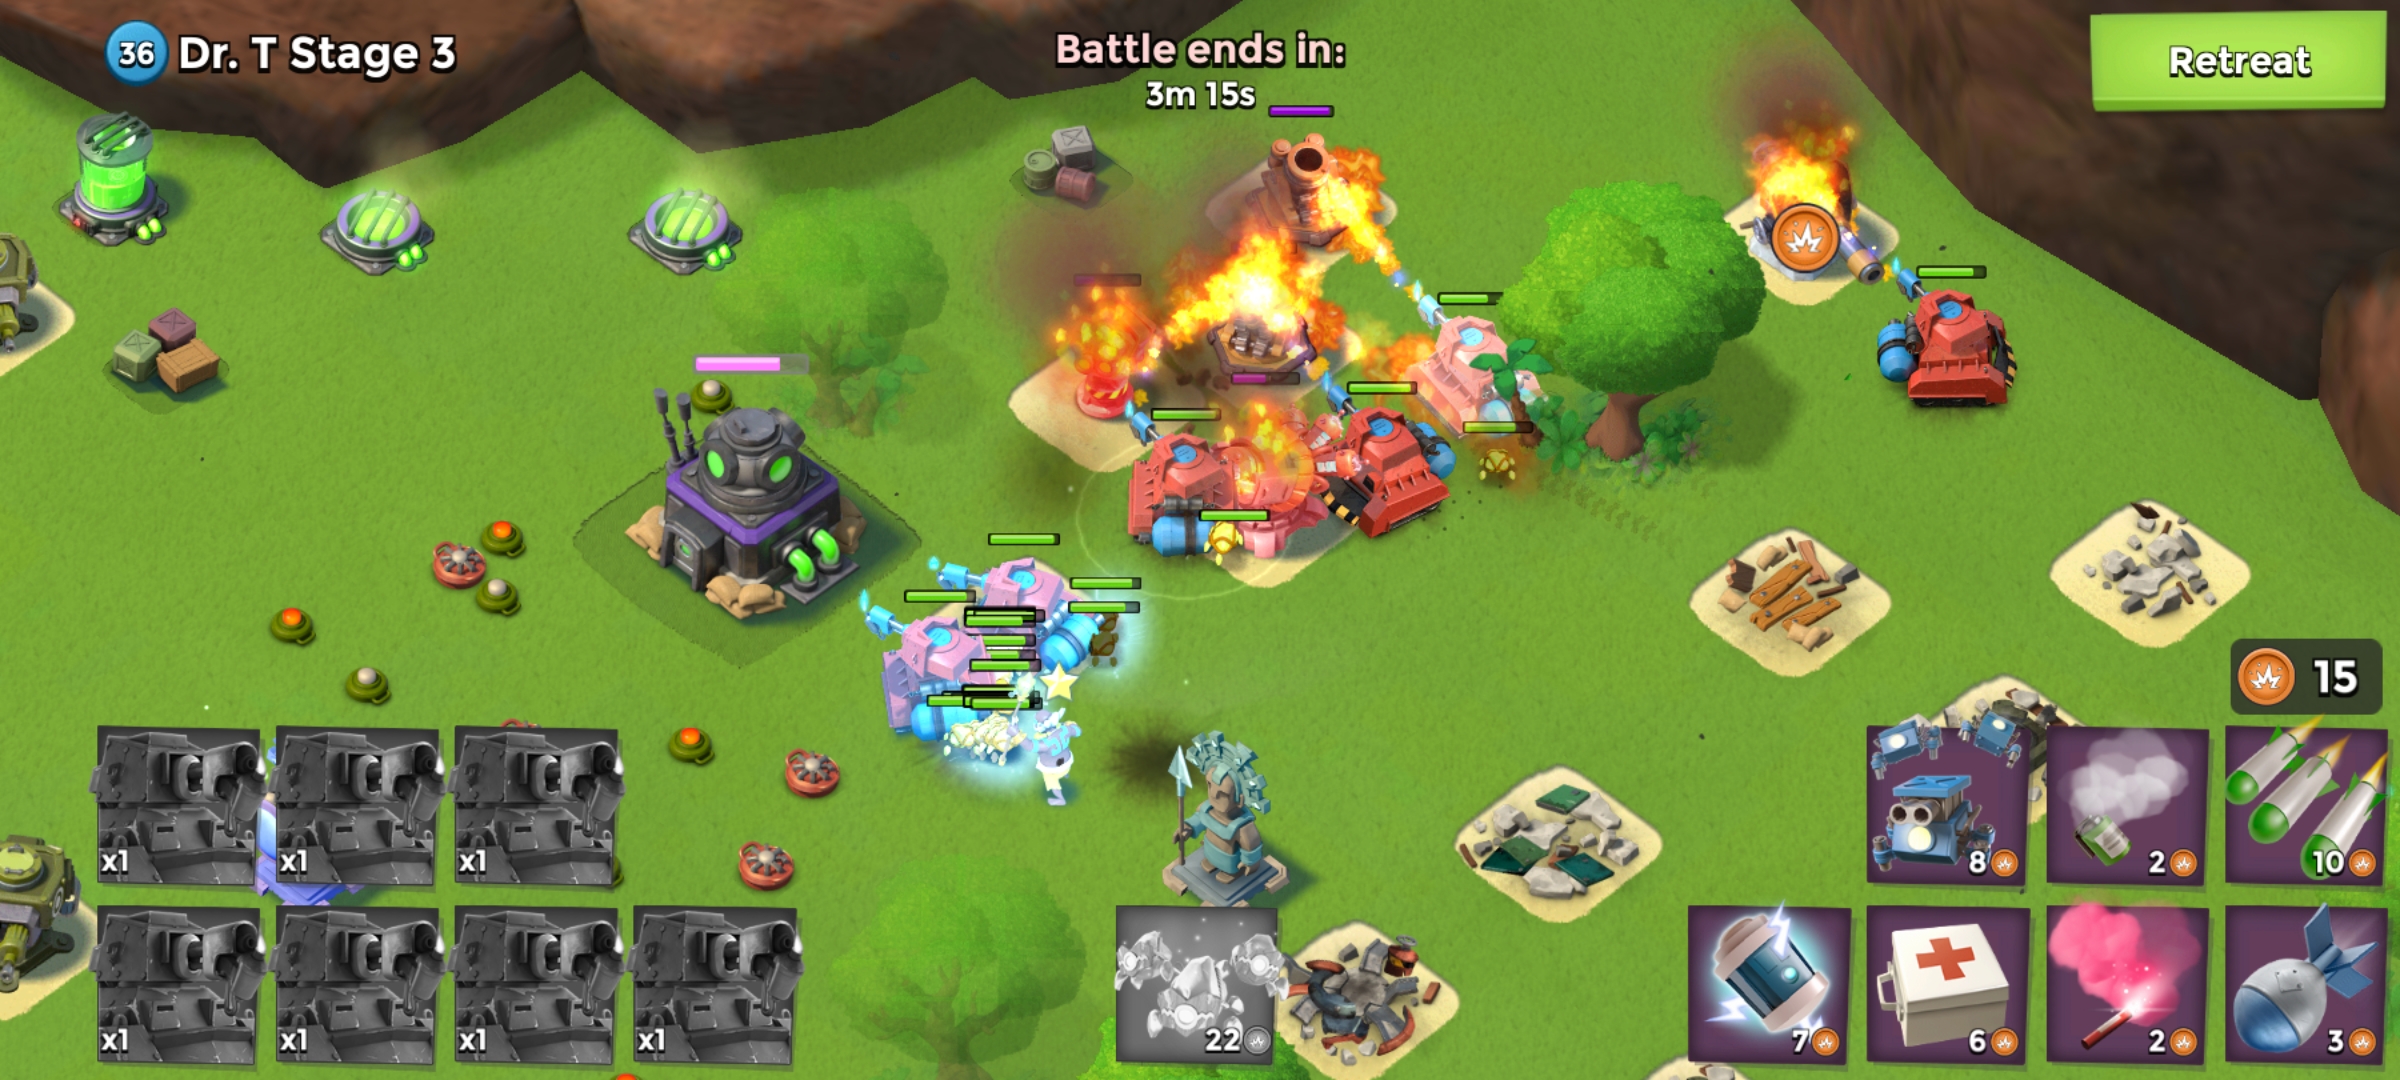 36 Dr. T Stage 3
Battle ends in:
3m 15s
Retreat
15
x1 x1 x1
8 2 10
x1 x1 x1 x1
22
7 6 2 3